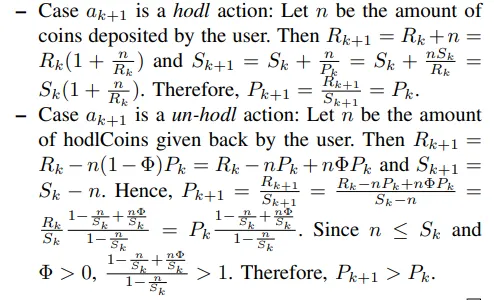 – Case $a_{k+1}$ is a hodl action: Let $n$ be the amount of
coins deposited by the user. Then $R_{k+1} = R_k + n =$
$R_k(1 + \frac{n}{R_k})$ and $S_{k+1} = S_k + \frac{n}{P_k} = S_k + \frac{nS_k}{R_k} =$
$S_k(1 + \frac{n}{R_k})$. Therefore, $P_{k+1} = \frac{R_{k+1}}{S_{k+1}} = P_k$.
– Case $a_{k+1}$ is a un-hodl action: Let $n$ be the amount
of hodlCoins given back by the user. Then $R_{k+1} =$
$R_k - n(1 - \Phi)P_k = R_k - nP_k + n\Phi P_k$ and $S_{k+1} =$
$S_k - n$. Hence, $P_{k+1} = \frac{R_{k+1}}{S_{k+1}} = \frac{R_k - nP_k + n\Phi P_k}{S_k - n} =$
$\frac{R_k}{S_k} \frac{1 - \frac{n}{S_k} + \frac{n\Phi}{S_k}}{1 - \frac{n}{S_k}} = P_k \frac{1 - \frac{n}{S_k} + \frac{n\Phi}{S_k}}{1 - \frac{n}{S_k}}$. Since $n \leq S_k$ and
$\Phi > 0$, $\frac{1 - \frac{n}{S_k} + \frac{n\Phi}{S_k}}{1 - \frac{n}{S_k}} > 1$. Therefore, $P_{k+1} > P_k$.